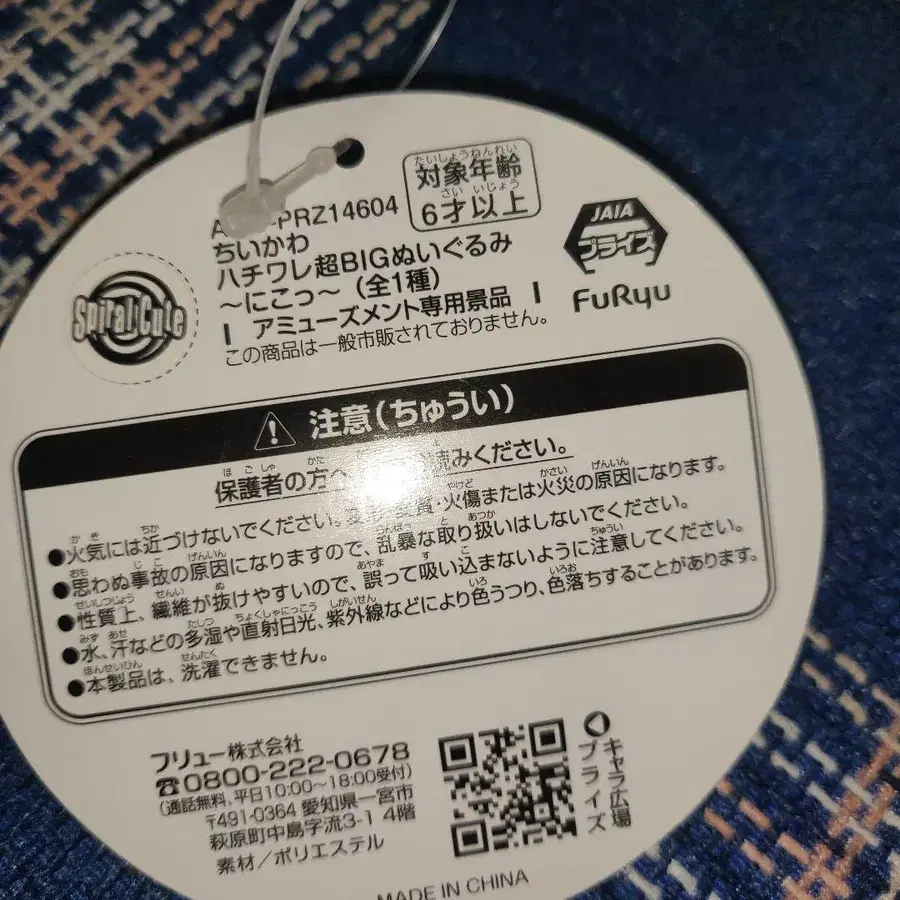 対象年齢
6才以上
PRZ14604
ちいかわ
ハチワレ超BIGぬいぐるみ
~にこっ~(全1種)
アミューズメント専用景品
この商品は一般市販されておりません。
Spiral Cute
JAIA
プライズ
FuRyu
注意(ちゅうい)
保護者の方へ 読みください。
●火気には近づけないでください。変質・火傷または火災の原因になります。
●思わぬ事故の原因になりますので、乱暴な取り扱いはしないでください。
●性質上、繊維が抜けやすいので、誤って吸い込まないように注意してください。
●水、汗などの多湿や直射日光、紫外線などにより色うつり、色落ちすることがあります。
●本製品は、洗濯できません。
フリュー株式会社
☎0800-222-0678
(通話無料、平日10:00~18:00受付)
〒491-0364 愛知県一宮市
萩原町中島字流3-1 4階
素材/ポリエステル
キャラ広場
プライズ
MADE IN CHINA